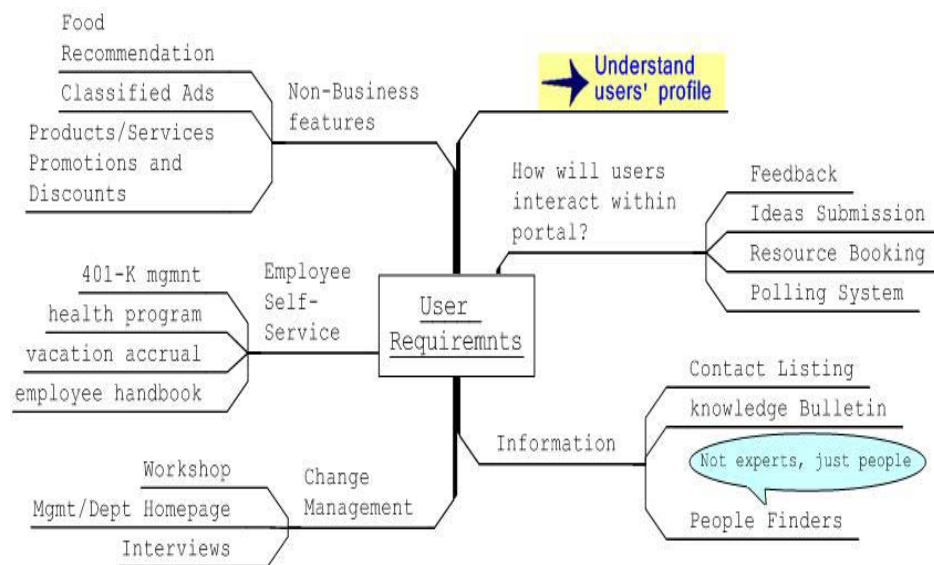 Food
Recommendation
Classified Ads
Products/Services
Promotions and
Discounts
Non-Business
features
Understand
users' profile
How will users
interact within
portal?
Feedback
Ideas Submission
Resource Booking
Polling System
401-K mgmnt
health program
vacation accrual
employee handbook
Employee
Self-
Service
User
Requiremnts
Contact Listing
knowledge Bulletin
Not experts, just people
People Finders
Information
Workshop
Mgmt/Dept Homepage
Interviews
Change
Management